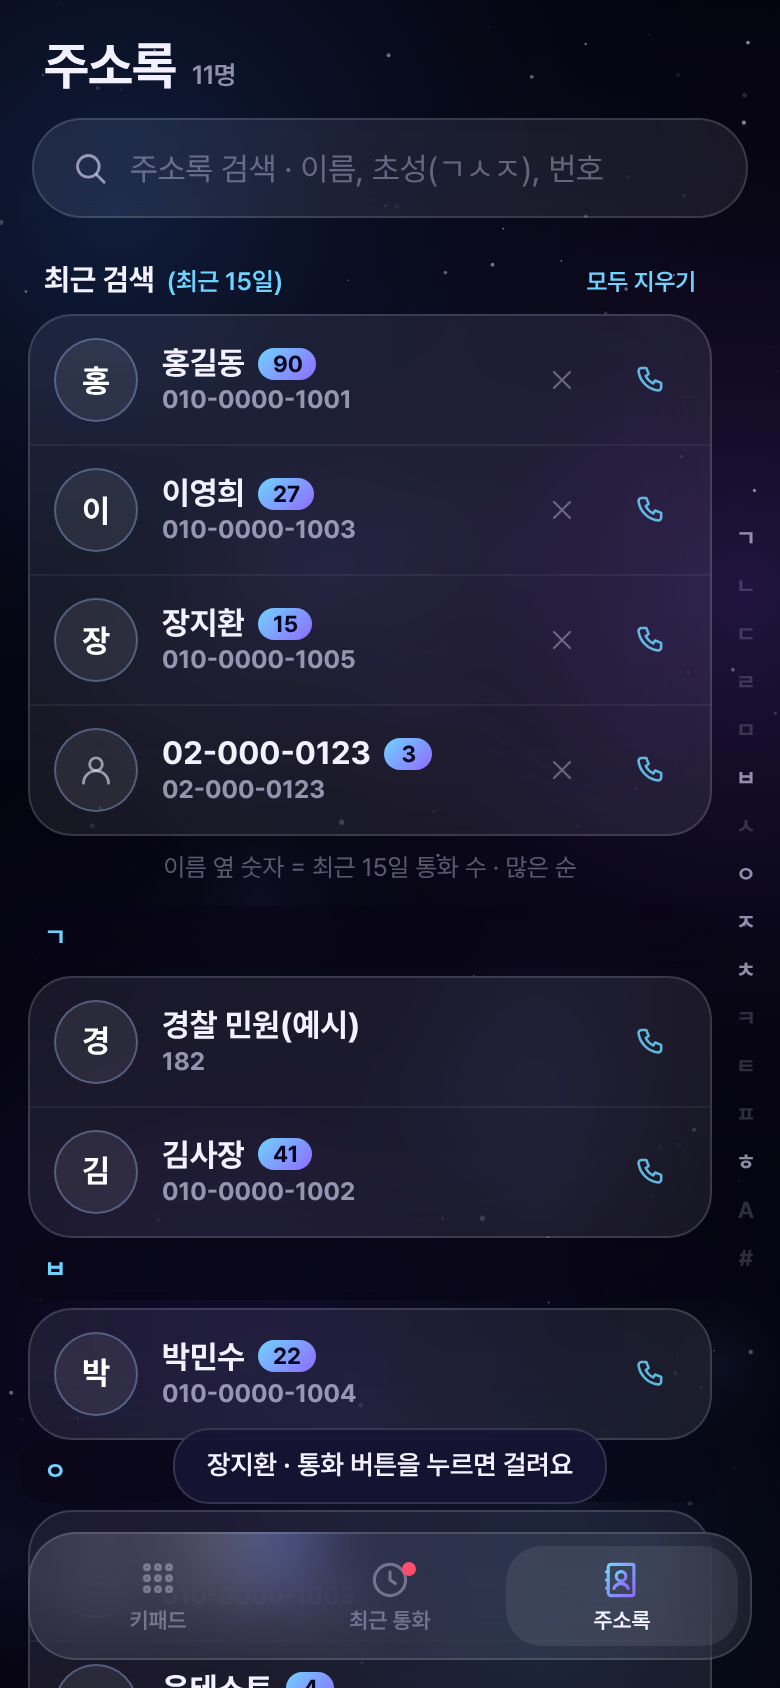 주소록 11명
주소록 검색 · 이름, 초성(ㄱㅅㅈ), 번호
최근 검색 (최근 15일) 모두 지우기
홍 홍길동 90
010-0000-1001
이 이영희 27
010-0000-1003
장 장지환 15
010-0000-1005
02-000-0123 3
02-000-0123
이름 옆 숫자 = 최근 15일 통화 수 · 많은 순
ㄱ
경 경찰 민원(예시)
182
김 김사장 41
010-0000-1002
ㅂ
박 박민수 22
010-0000-1004
ㅇ
장지환 · 통화 버튼을 누르면 걸려요
키패드 최근 통화 주소록
4
ㄱ
ㄴ
ㄷ
ㄹ
ㅁ
ㅂ
ㅅ
ㅇ
ㅈ
ㅊ
ㅋ
ㅌ
ㅍ
ㅎ
A
#